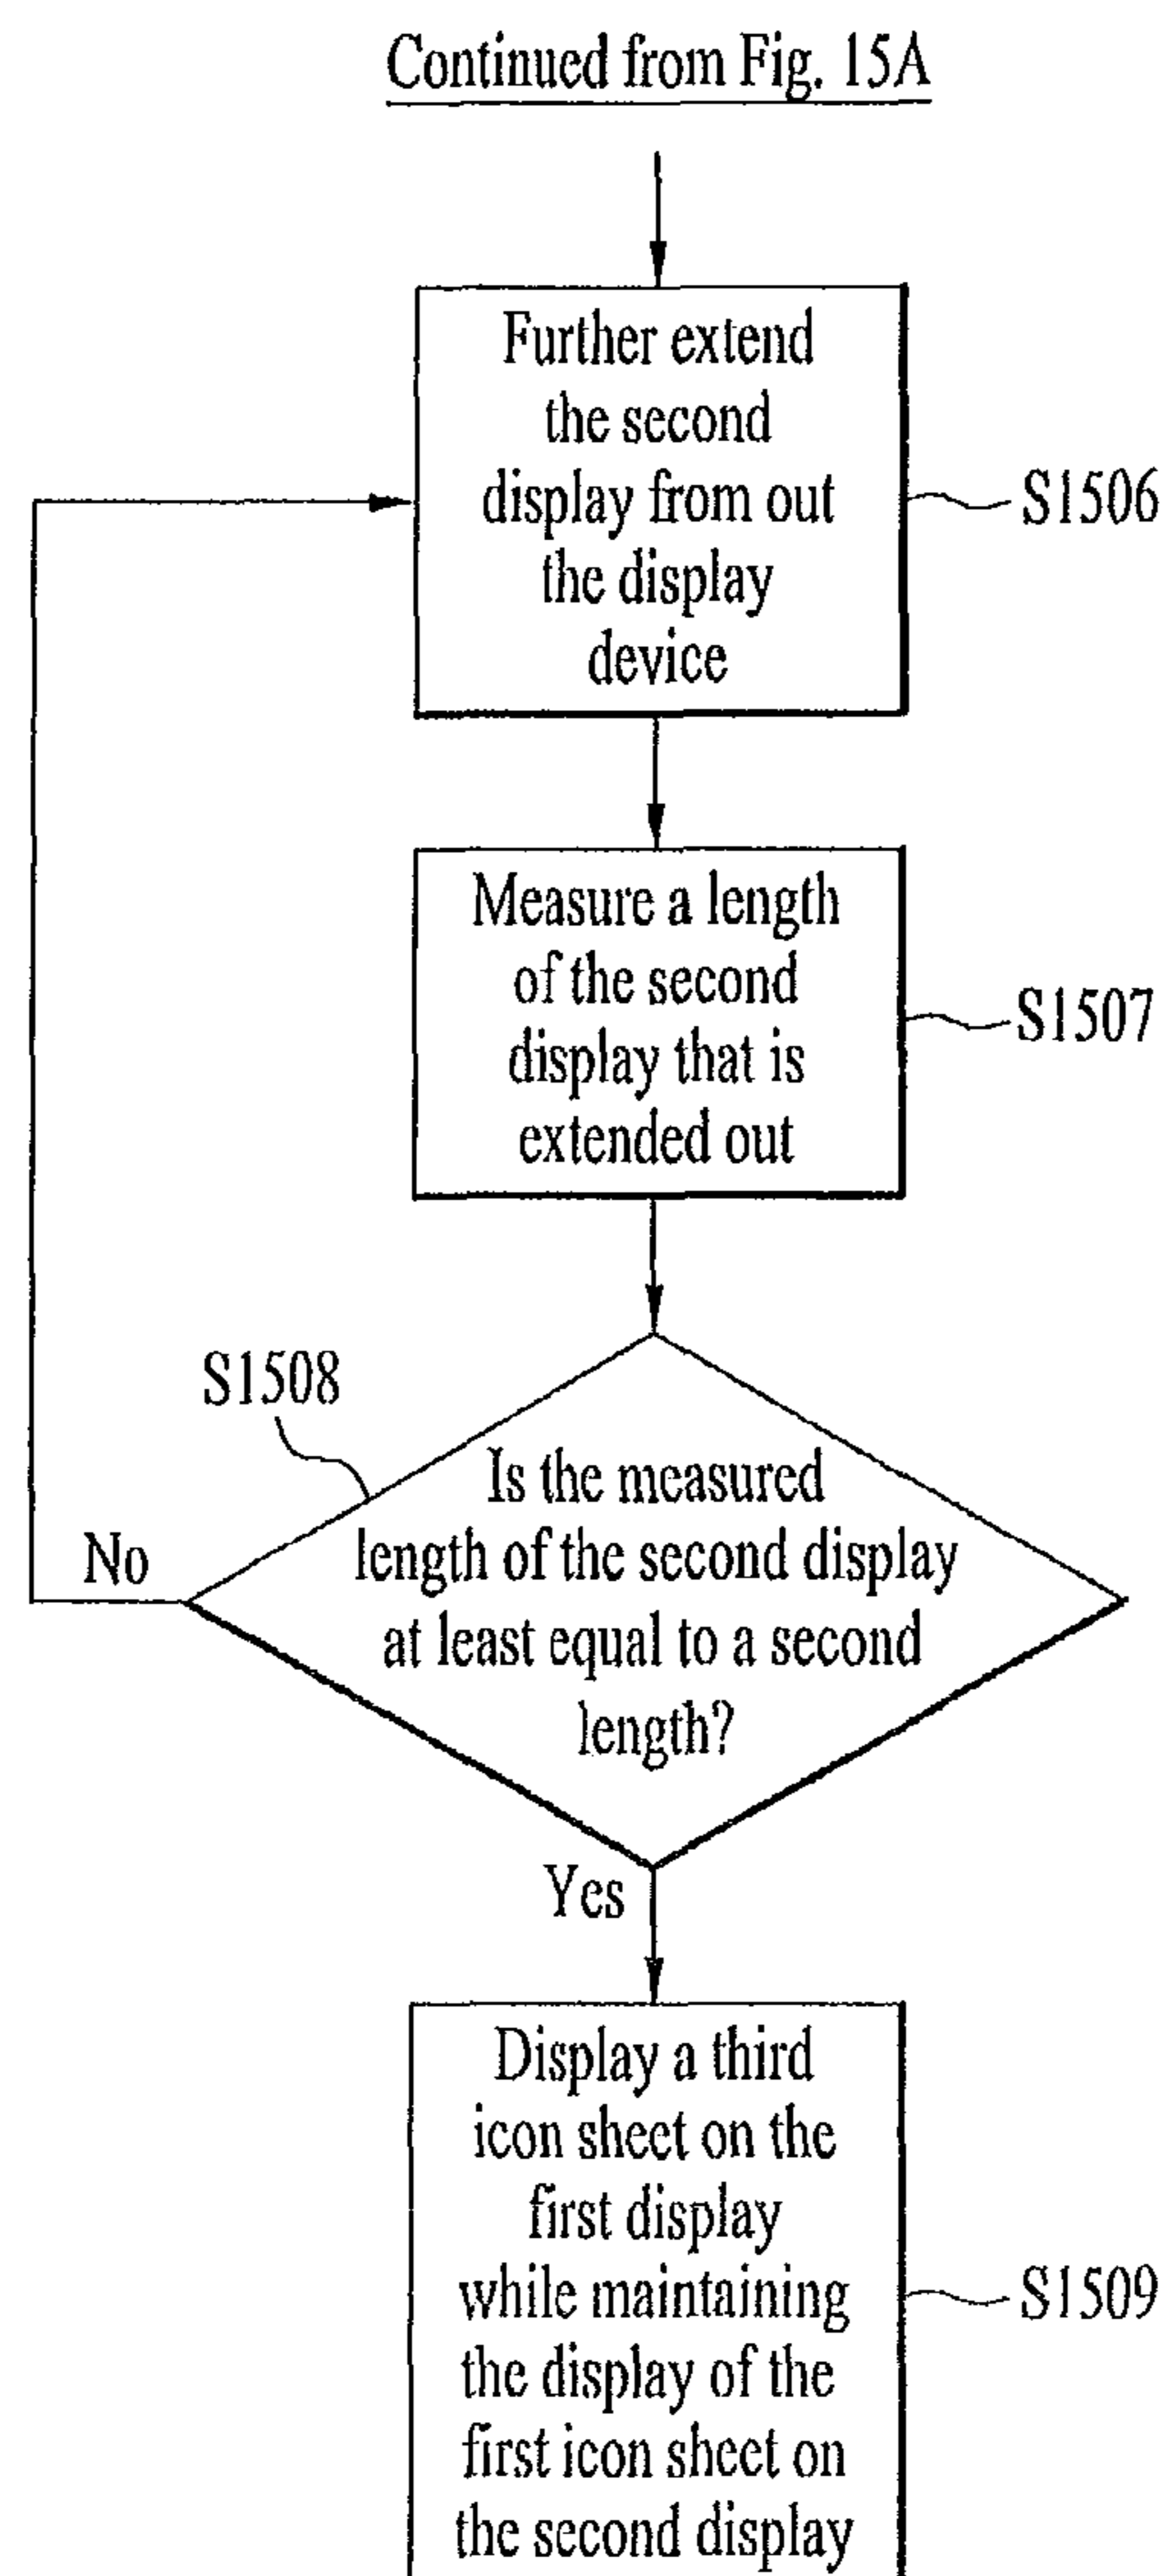 Continued from Fig. 15A
Further extend
the second
display from out
the display
device
S1506
Measure a length
of the second
display that is
extended out
S1507
S1508
Is the measured
length of the second display
at least equal to a second
length?
No
Yes
Display a third
icon sheet on the
first display
while maintaining
the display of the
first icon sheet on
the second display
S1509